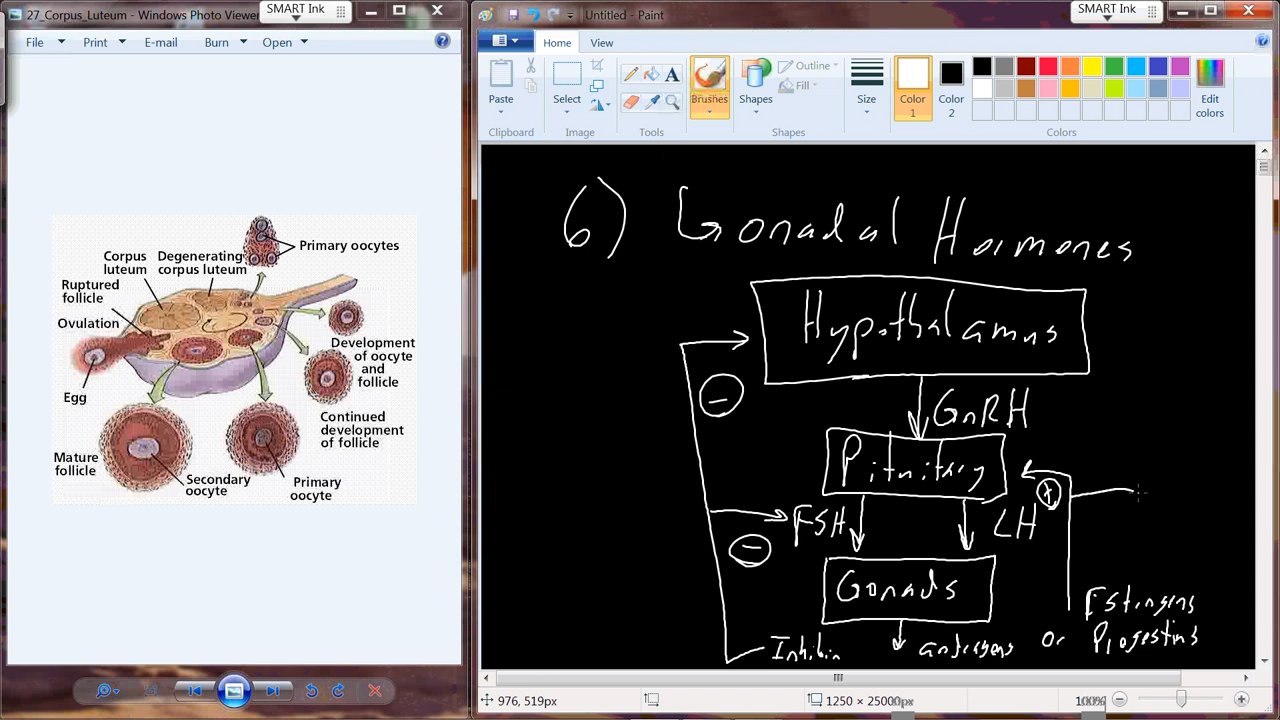 27_Corpus_Luteum - Windows Photo Viewer
SMART Ink
File Print E-mail Burn Open
Primary oocytes
Corpus luteum
Degenerating corpus luteum
Ruptured follicle
Ovulation
Egg
Development of oocyte and follicle
Continued development of follicle
Mature follicle
Secondary oocyte
Primary oocyte
Untitled - Paint
SMART Ink
Home View
Paste
Select
Brushes
Shapes
Outline
Fill
Size
Color 1
Color 2
Edit colors
Clipboard Image Tools Shapes Colors
6) Gonadal Hormones
Hypothalamus
GnRH
Pituitary
FSH
LH
Gonads
Inhibin
androgens or
Estrogens
Progestins
976, 519px
1250 × 25000px
100%